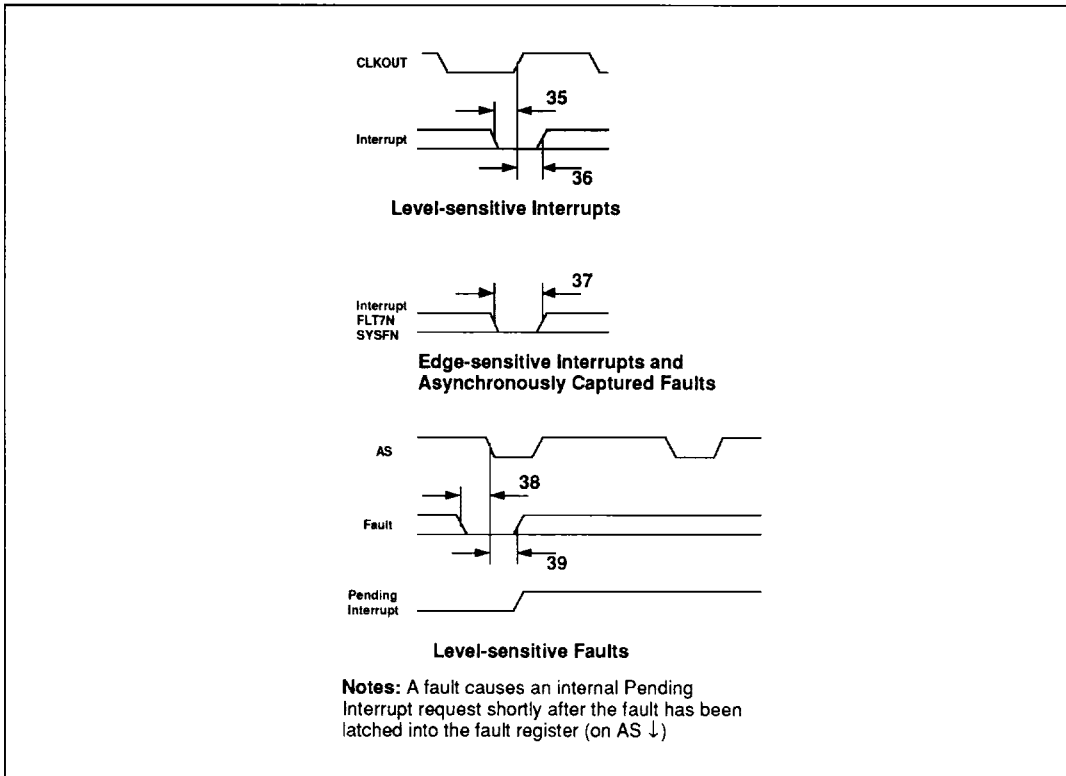 CLKOUT
35
Interrupt
36
Level-sensitive Interrupts
37
Interrupt
FLT7N
SYSFN
Edge-sensitive Interrupts and
Asynchronously Captured Faults
AS
38
Fault
39
Pending
Interrupt
Level-sensitive Faults
Notes: A fault causes an internal Pending
Interrupt request shortly after the fault has been
latched into the fault register (on AS ↓)